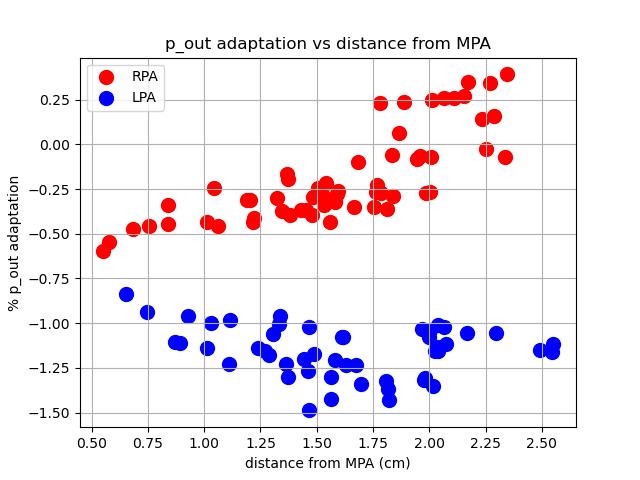 p_out adaptation vs distance from MPA
RPA
LPA
% p_out adaptation
0.25
0.00
−0.25
−0.50
−0.75
−1.00
−1.25
−1.50
0.50 0.75 1.00 1.25 1.50 1.75 2.00 2.25 2.50
distance from MPA (cm)